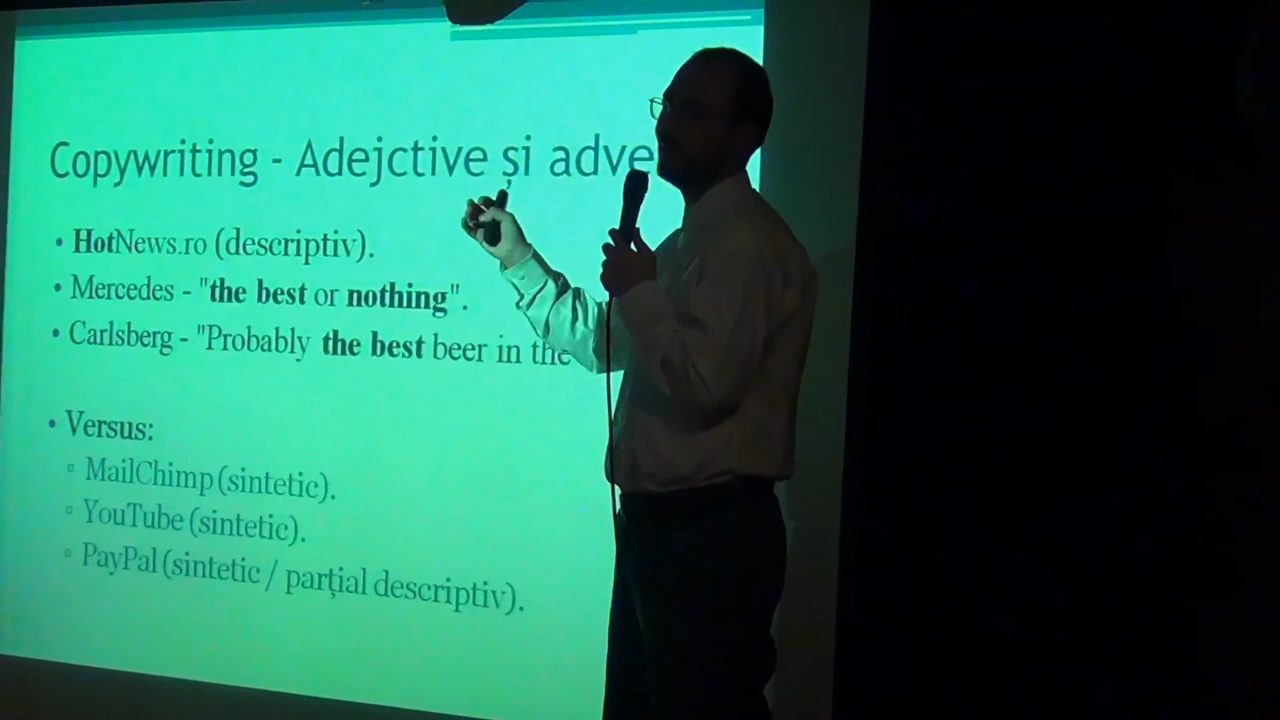 Copywriting - Adejctive și adve
• HotNews.ro (descriptiv).
• Mercedes - "the best or nothing".
• Carlsberg - "Probably the best beer in the
• Versus:
▫ MailChimp (sintetic).
▫ YouTube (sintetic).
▫ PayPal (sintetic / parțial descriptiv).